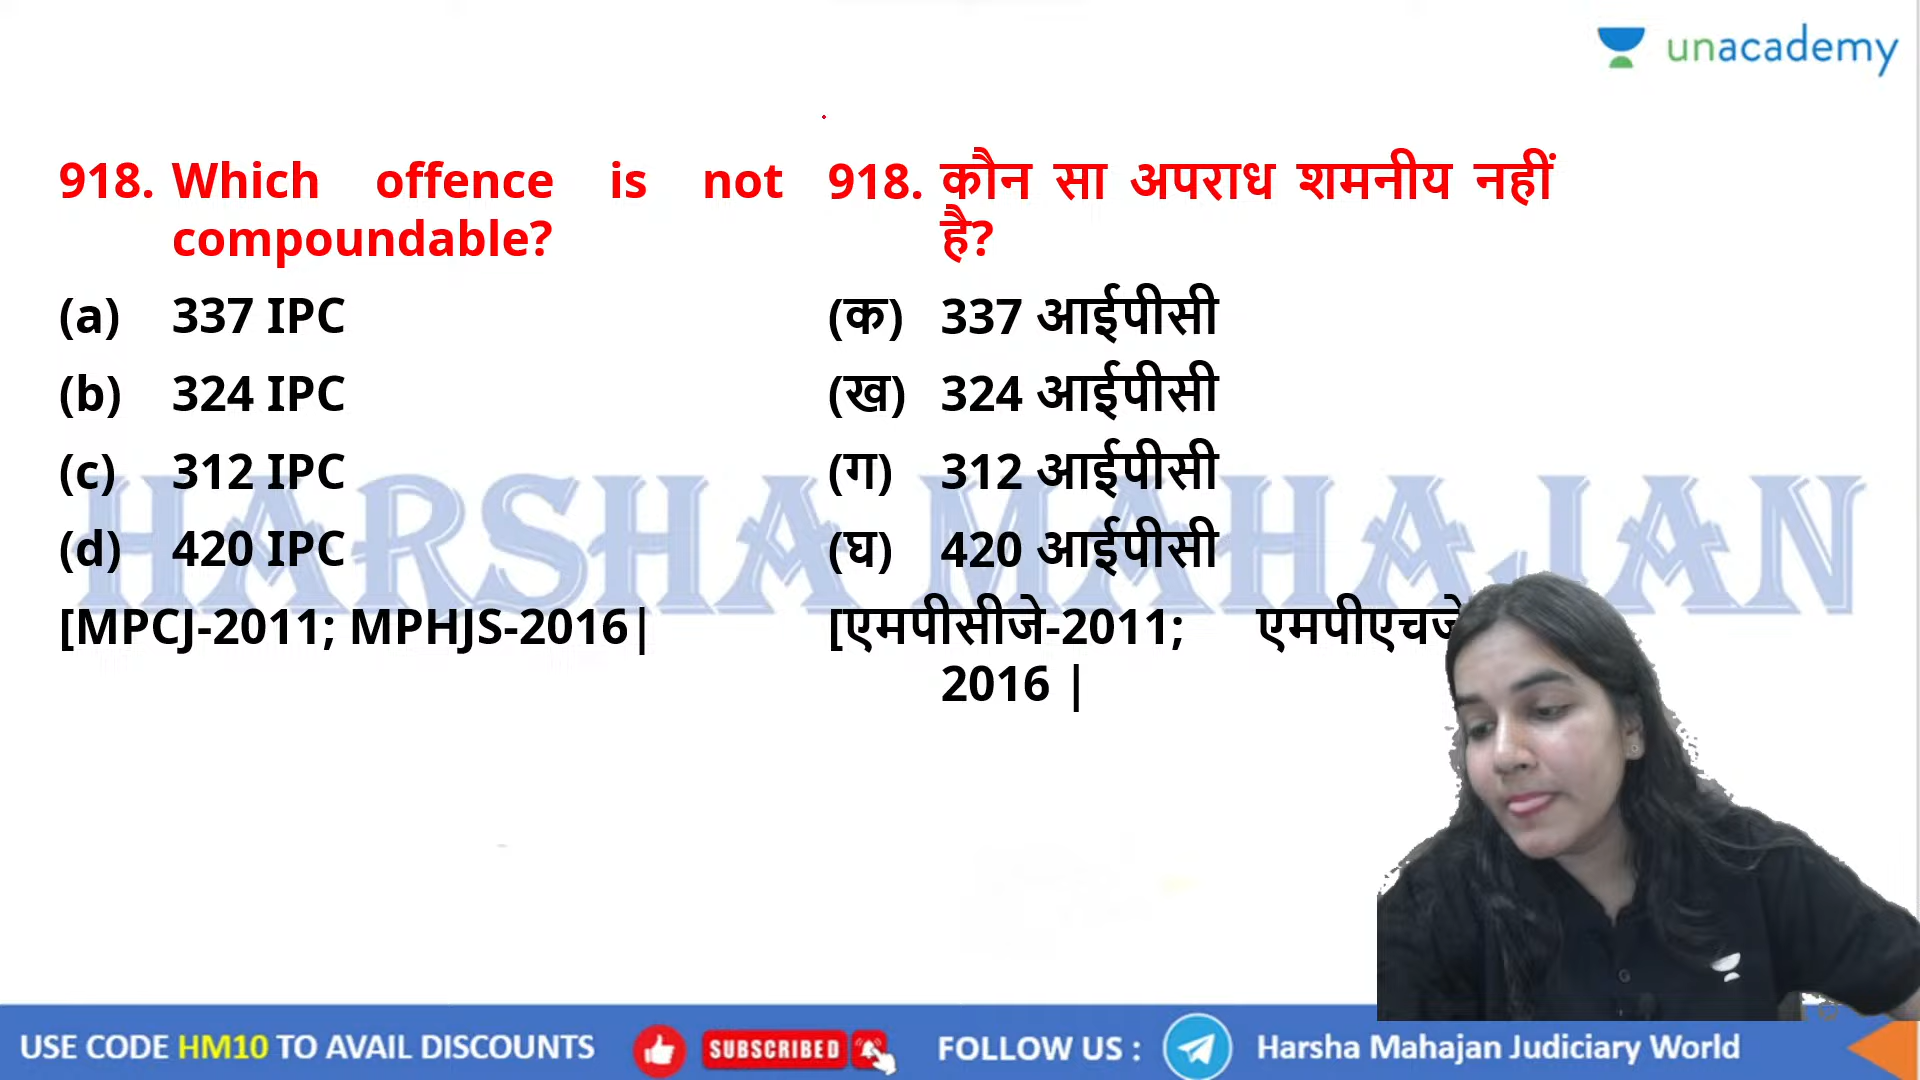 unacademy
918. Which offence is not
compoundable?
(a) 337 IPC
(b) 324 IPC
(c) 312 IPC
(d) 420 IPC
[MPCJ-2011; MPHJS-2016|
918. कौन सा अपराध शमनीय नहीं
है?
(क) 337 आईपीसी
(ख) 324 आईपीसी
(ग) 312 आईपीसी
(घ) 420 आईपीसी
[एमपीसीजे-2011;
2016 |
HARSHA MAHAJAN
USE CODE HM10 TO AVAIL DISCOUNTS
SUBSCRIBED
FOLLOW US :
Harsha Mahajan Judiciary World